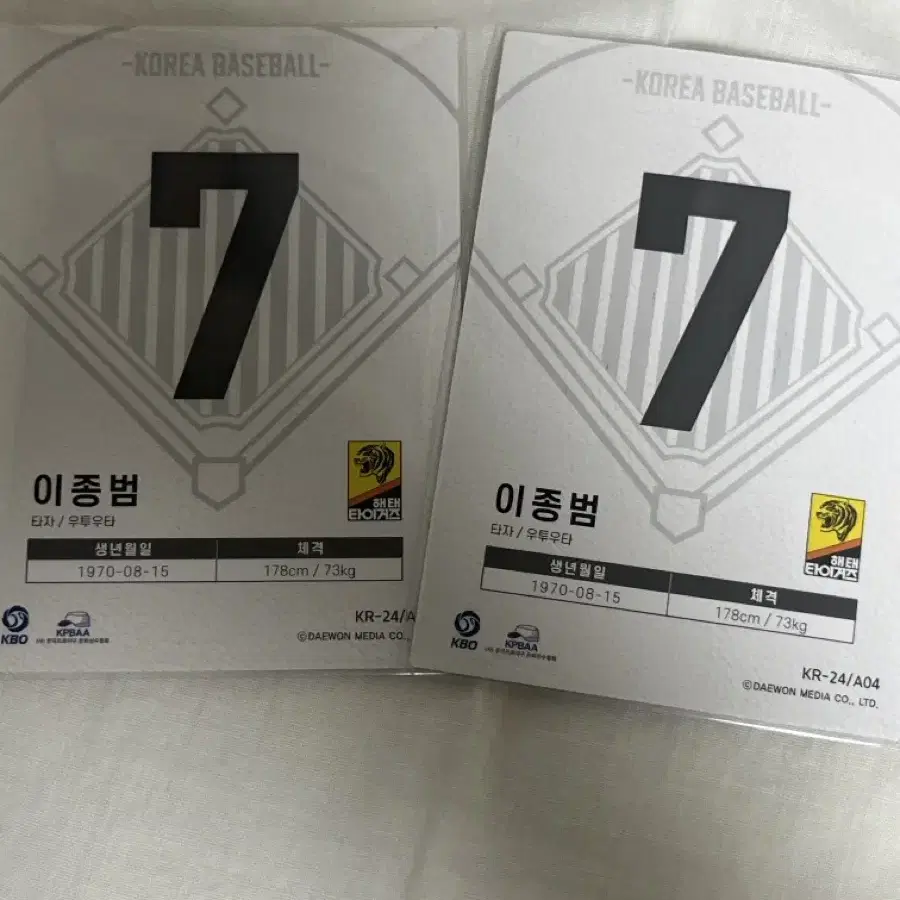 -KOREA BASEBALL-
7
이종범
타자 / 우투우타
해태
타이거즈
생년월일 체격
1970-08-15 178cm / 73kg
KBO
KPBAA
KR-24/A
©DAEWON MEDIA CO.,
-KOREA BASEBALL-
7
이종범
타자 / 우투우타
해태
타이거즈
생년월일 체격
1970-08-15 178cm / 73kg
KBO
KPBAA
KR-24/A04
©DAEWON MEDIA CO., LTD.